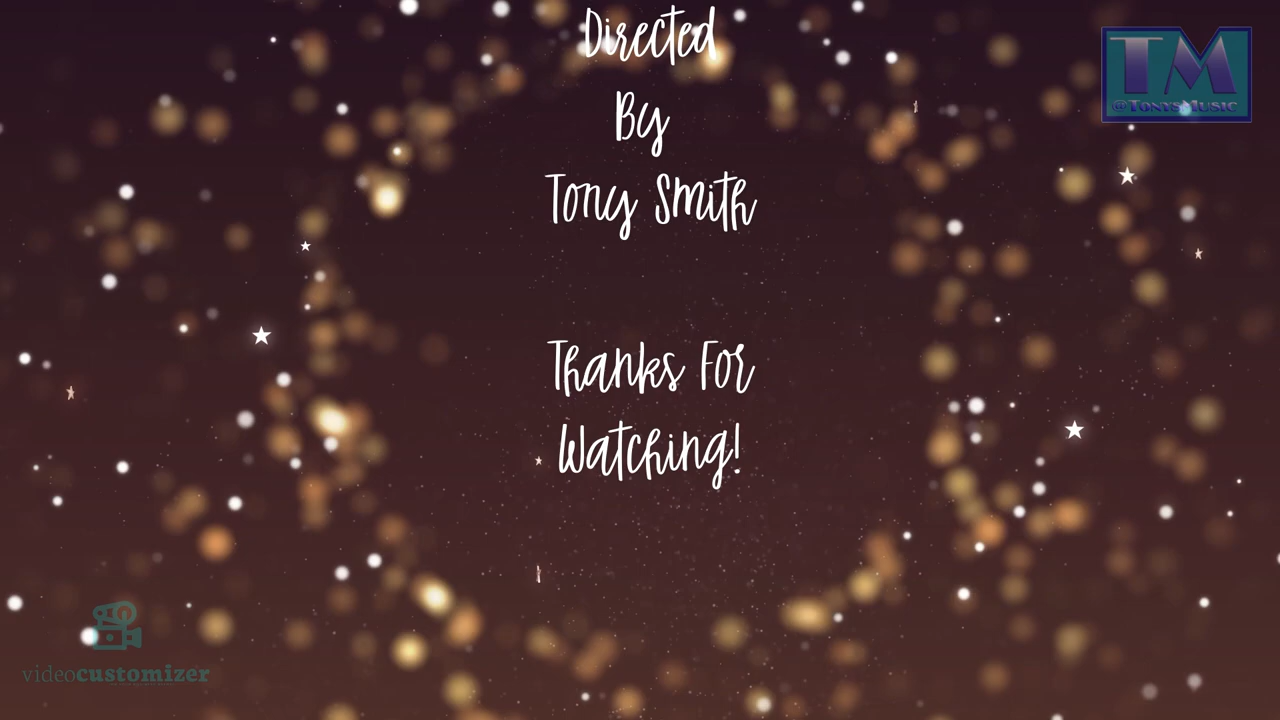 Directed
By
Tony Smith
Thanks For
Watching!
TM
@TonysMusic
videocustomizer